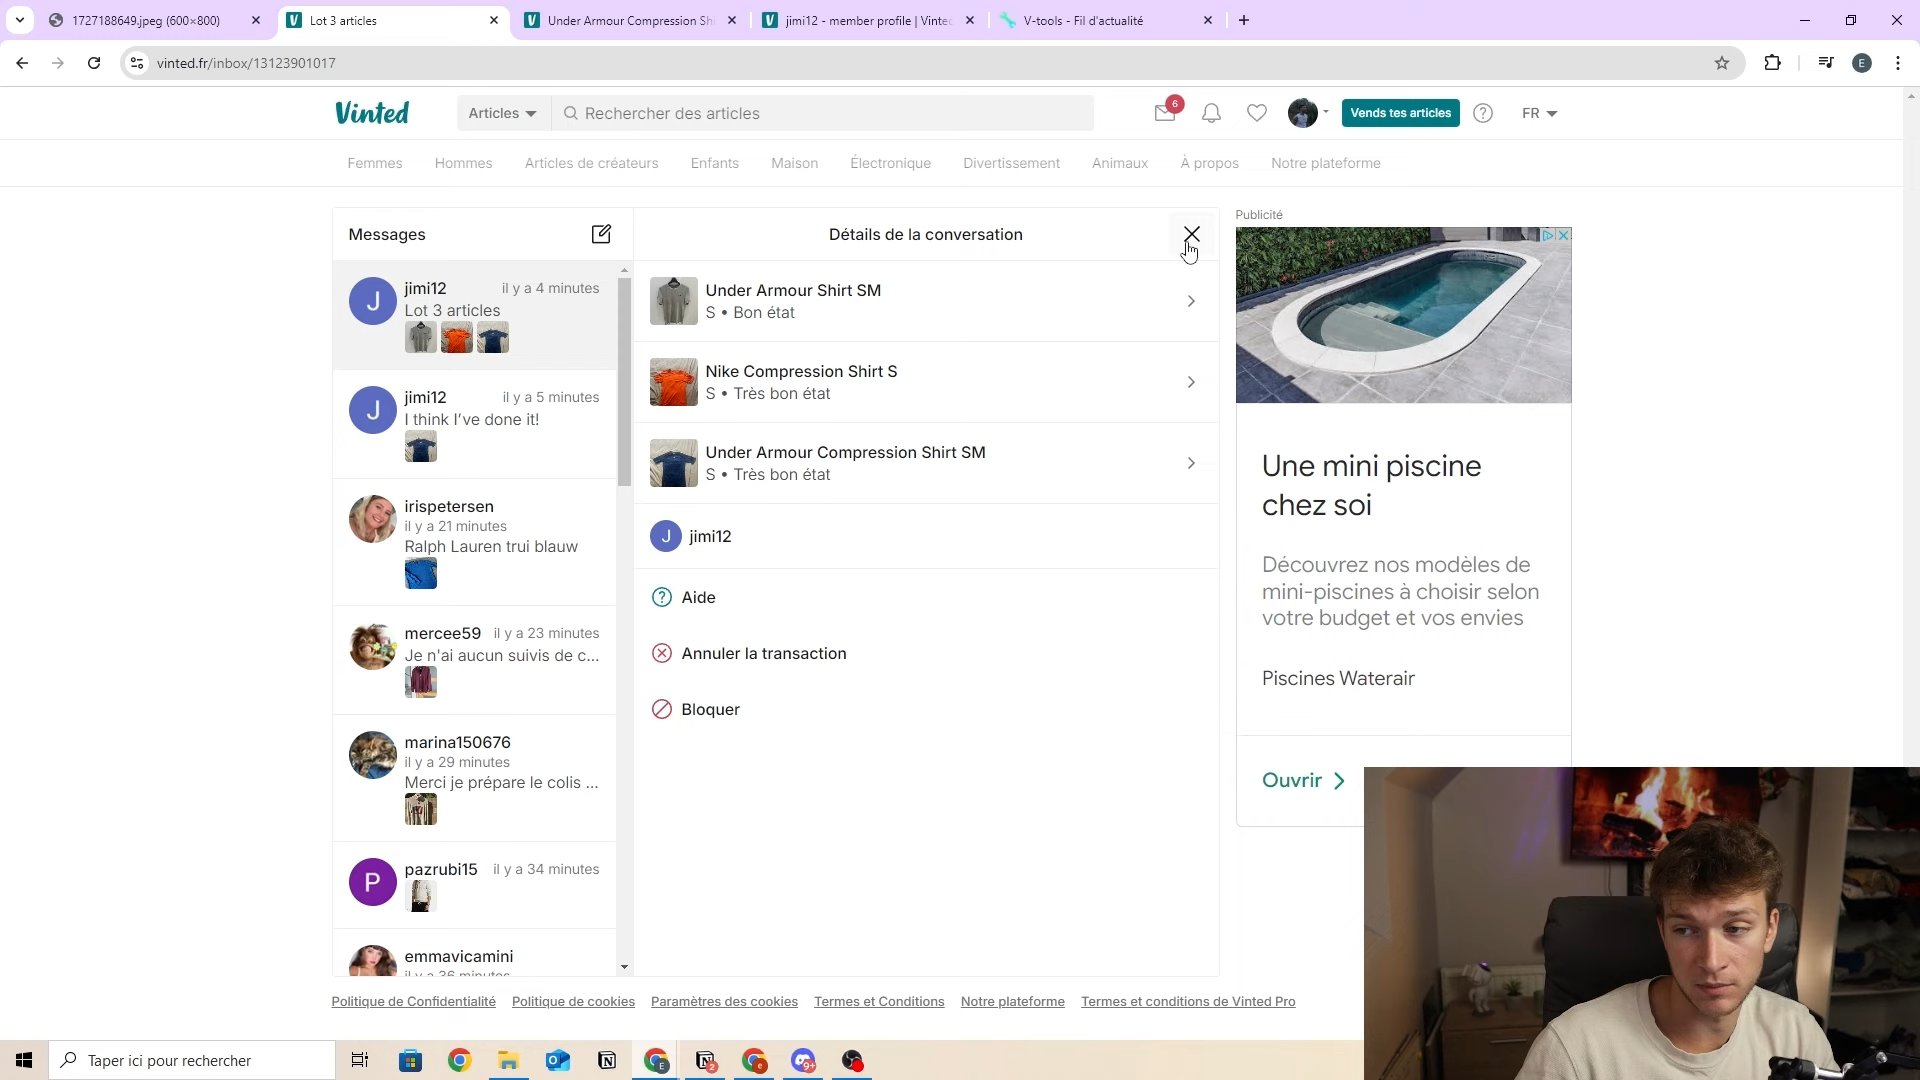 1727188649.jpeg (600×800)
Lot 3 articles
Under Armour Compression Sh
jimi12 - member profile | Vinted
V-tools - Fil d'actualité
vinted.fr/inbox/13123901017
E
Vinted
Articles
Rechercher des articles
6
Vends tes articles
FR
Femmes
Hommes
Articles de créateurs
Enfants
Maison
Électronique
Divertissement
Animaux
À propos
Notre plateforme
Messages
J
jimi12
il y a 4 minutes
Lot 3 articles
J
jimi12
il y a 5 minutes
I think I’ve done it!
irispetersen
il y a 21 minutes
Ralph Lauren trui blauw
mercee59
il y a 23 minutes
Je n'ai aucun suivis de c...
marina150676
il y a 29 minutes
Merci je prépare le colis ...
P
pazrubi15
il y a 34 minutes
emmavicamini
il y a 36 minutes
Détails de la conversation
Under Armour Shirt SM
S • Bon état
Nike Compression Shirt S
S • Très bon état
Under Armour Compression Shirt SM
S • Très bon état
J
jimi12
Aide
Annuler la transaction
Bloquer
Publicité
Une mini piscine
chez soi
Découvrez nos modèles de
mini-piscines à choisir selon
votre budget et vos envies
Piscines Waterair
Ouvrir
Politique de Confidentialité
Politique de cookies
Paramètres des cookies
Termes et Conditions
Notre plateforme
Termes et conditions de Vinted Pro
Taper ici pour rechercher
E
2
e
9+